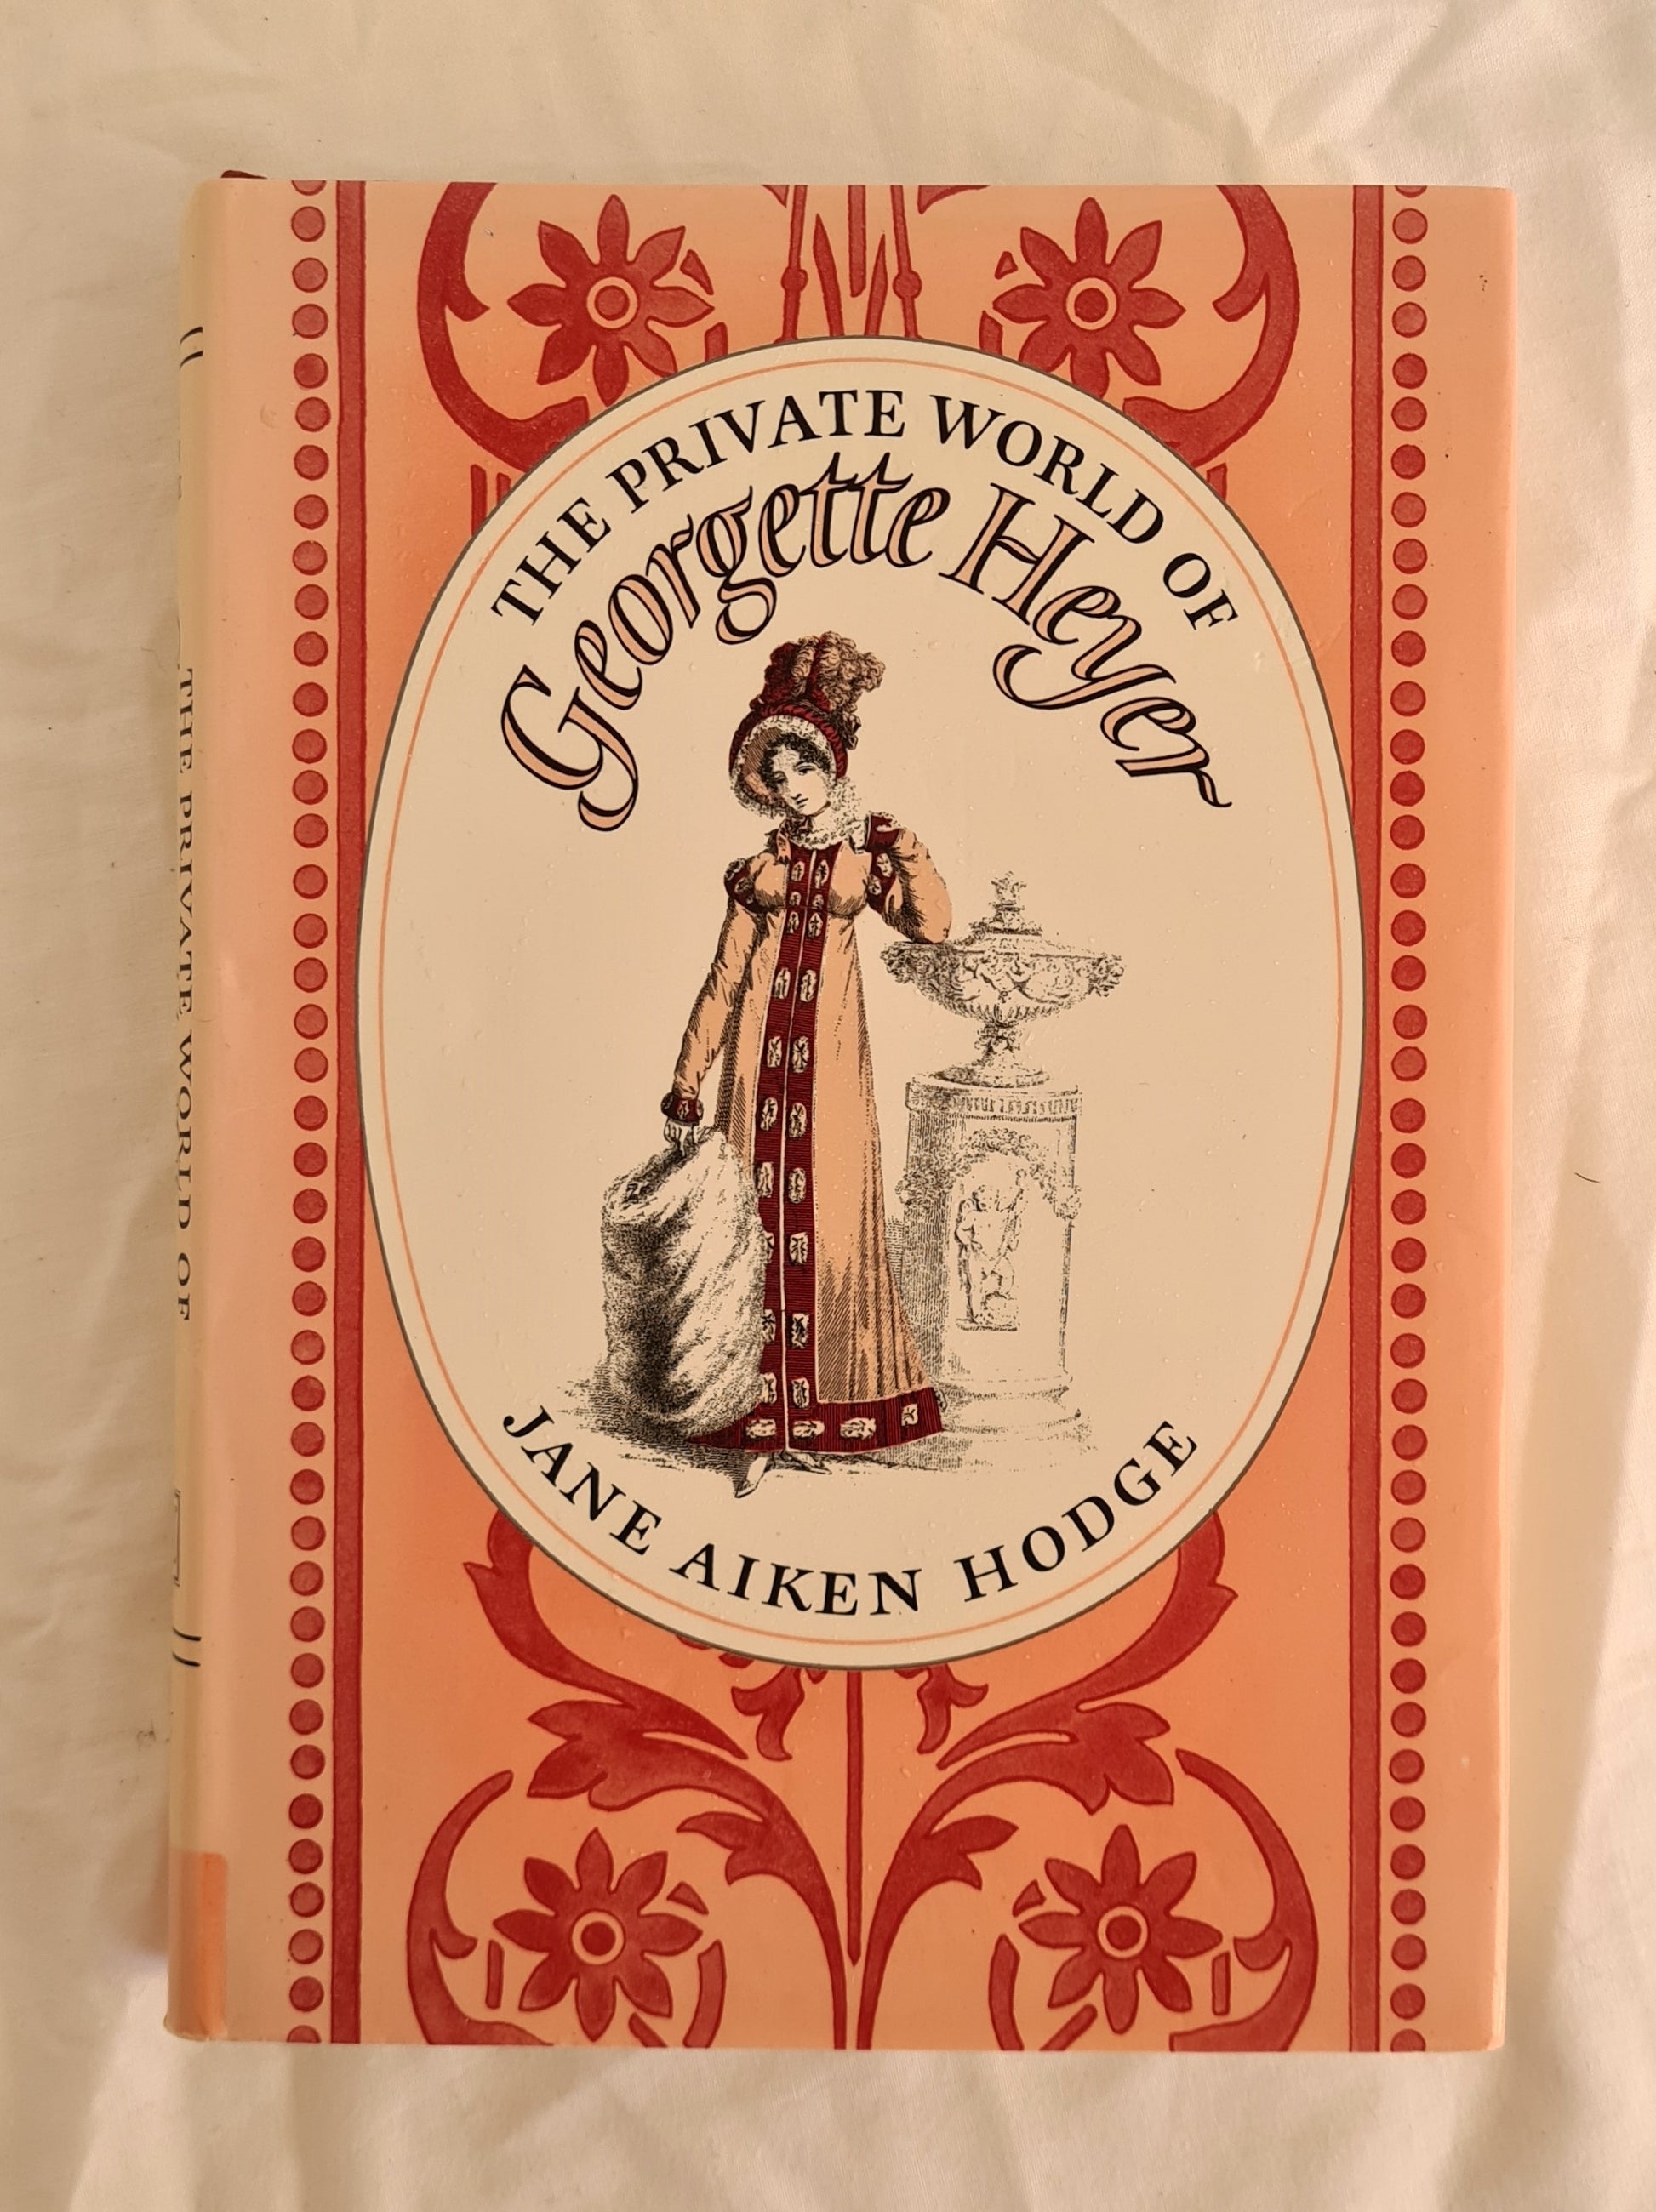 THE PRIVATE WORLD OF
Georgette Heyer
JANE AIKEN HODGE
THE PRIVATE WORLD OF